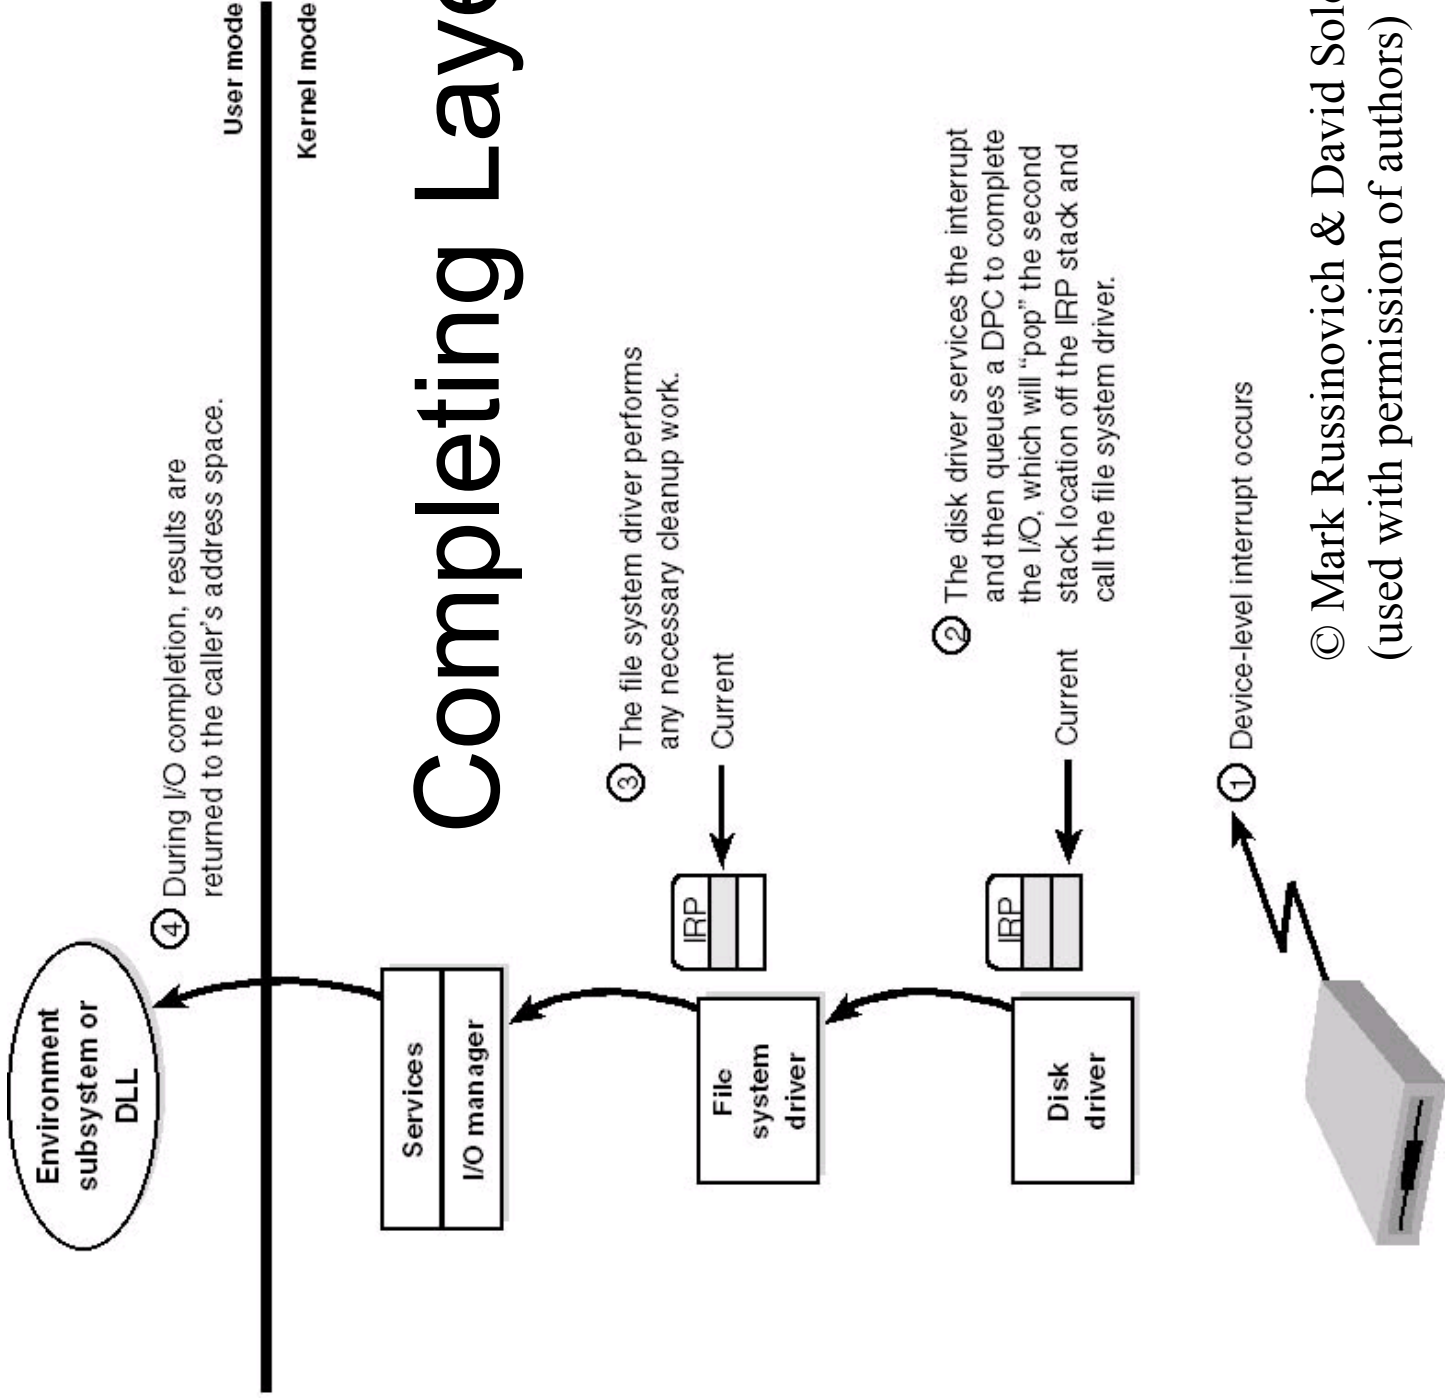 Environment
subsystem or
DLL
④ During I/O completion, results are
returned to the caller's address space.
User mode
Kernel mode
Services
I/O manager
Completing Laye
③ The file system driver performs
any necessary cleanup work.
IRP
Current
File
system
driver
② The disk driver services the interrupt
and then queues a DPC to complete
the I/O, which will “pop” the second
stack location off the IRP stack and
call the file system driver.
IRP
Current
Disk
driver
① Device-level interrupt occurs
© Mark Russinovich & David Solo
(used with permission of authors)